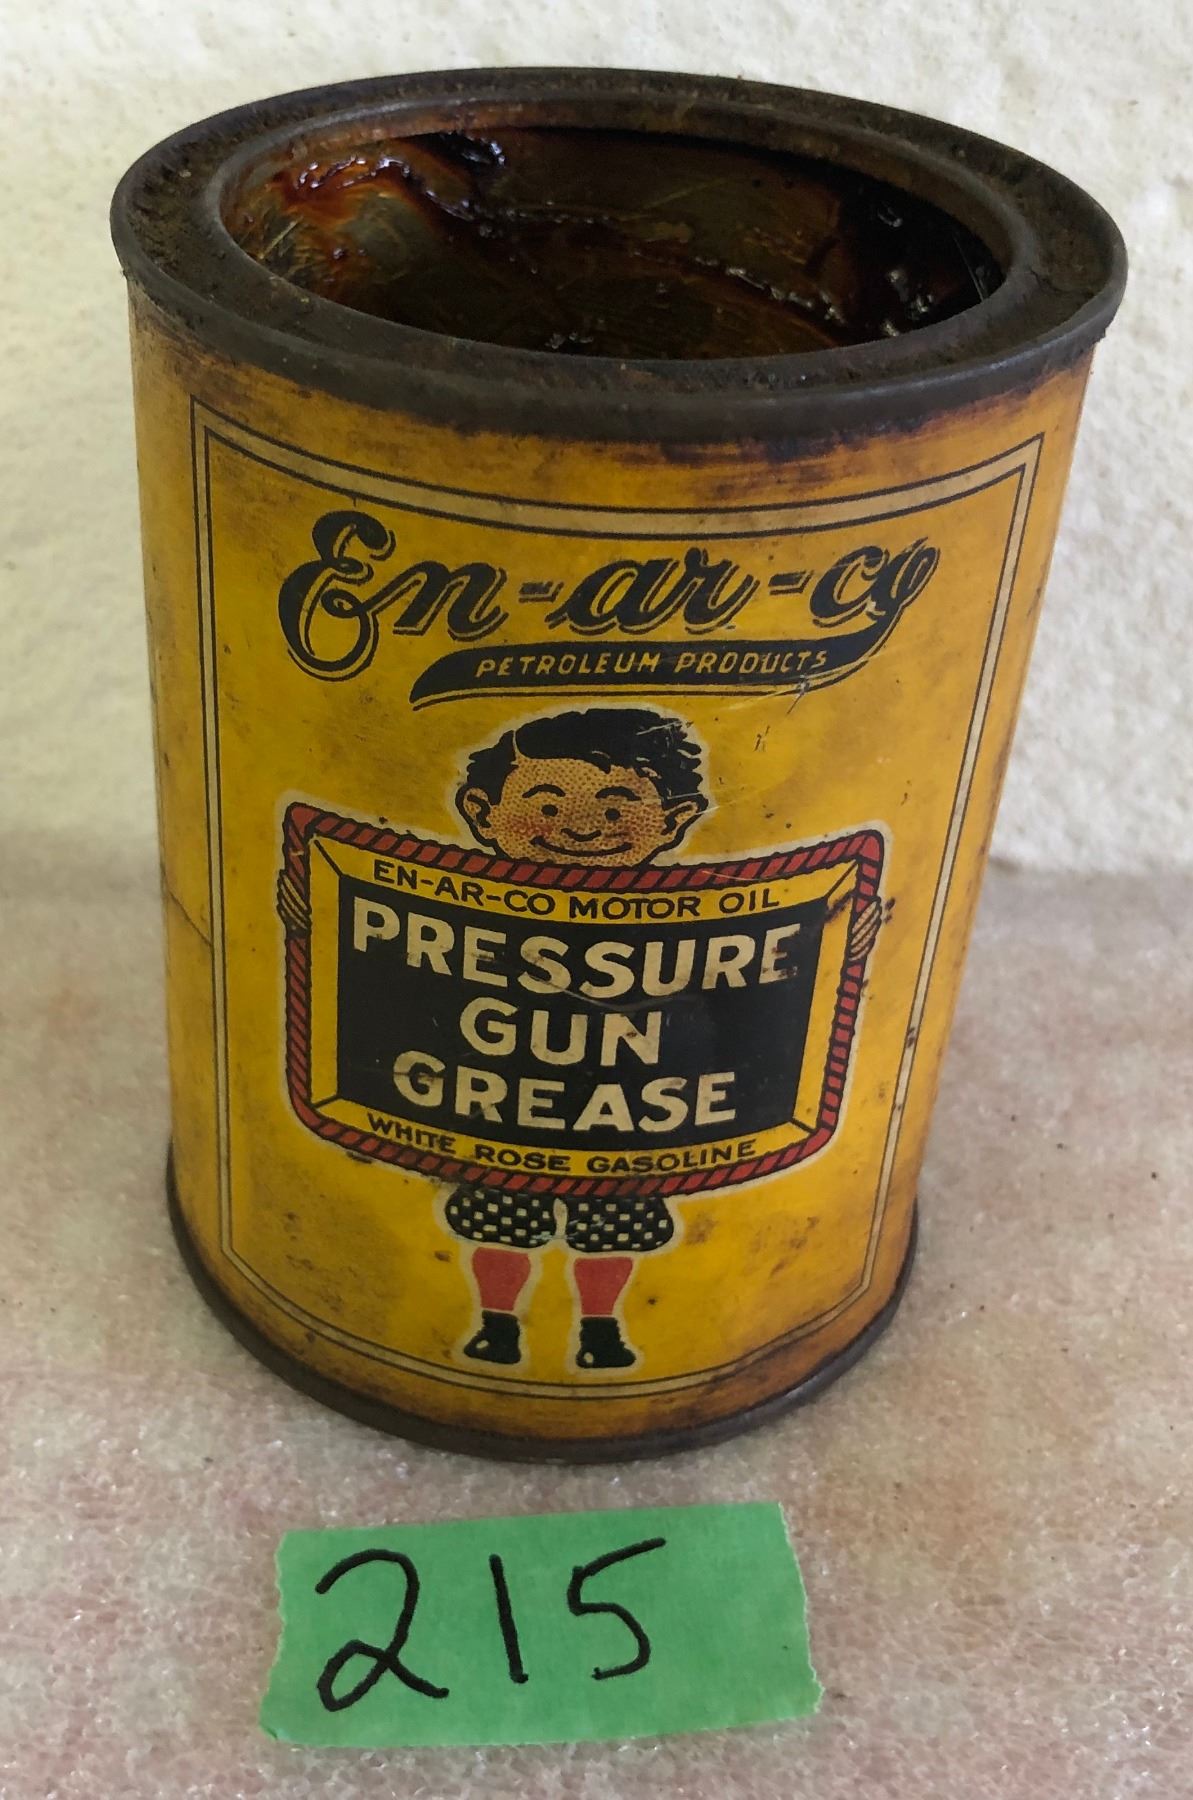 En-ar-co
PETROLEUM PRODUCTS
EN-AR-CO MOTOR OIL
PRESSURE
GUN
GREASE
WHITE ROSE GASOLINE
215